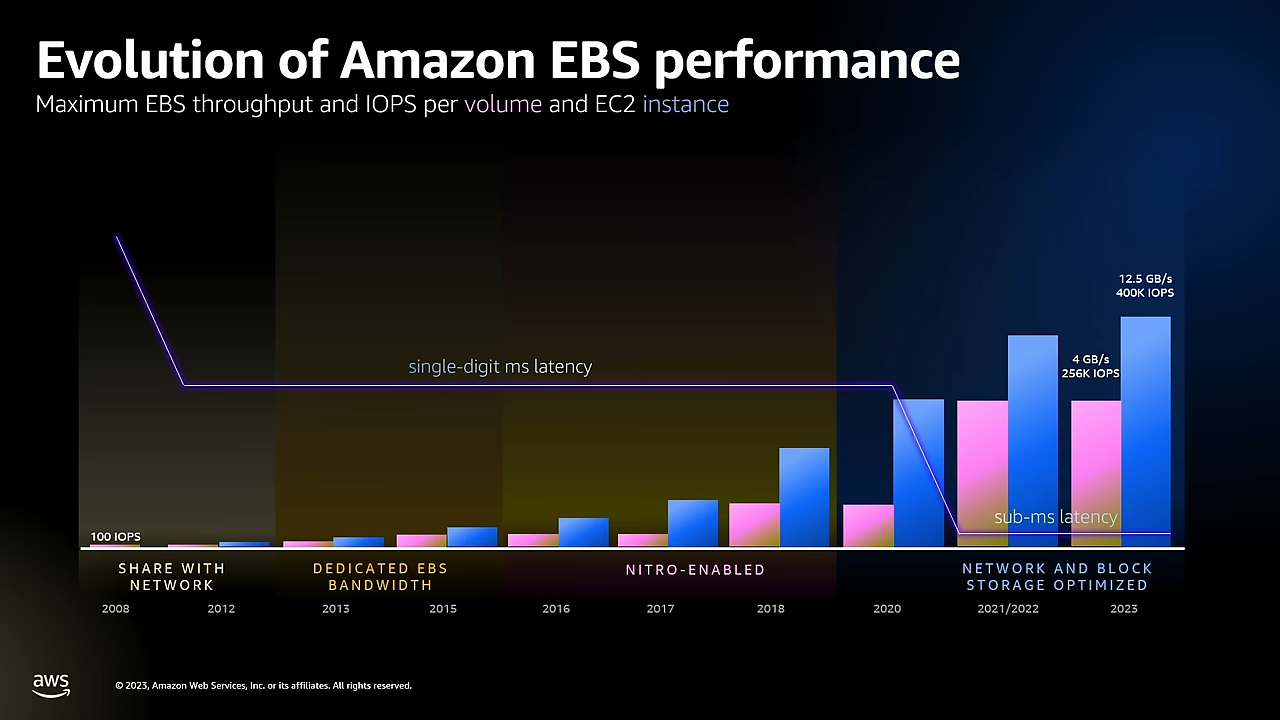 Evolution of Amazon EBS performance
Maximum EBS throughput and IOPS per volume and EC2 instance
12.5 GB/s
400K IOPS
4 GB/s
256K IOPS
single-digit ms latency
sub-ms latency
100 IOPS
SHARE WITH
NETWORK
DEDICATED EBS
BANDWIDTH
NITRO-ENABLED
NETWORK AND BLOCK
STORAGE OPTIMIZED
2008 2012 2013 2015 2016 2017 2018 2020 2021/2022 2023
aws
© 2023, Amazon Web Services, Inc. or its affiliates. All rights reserved.